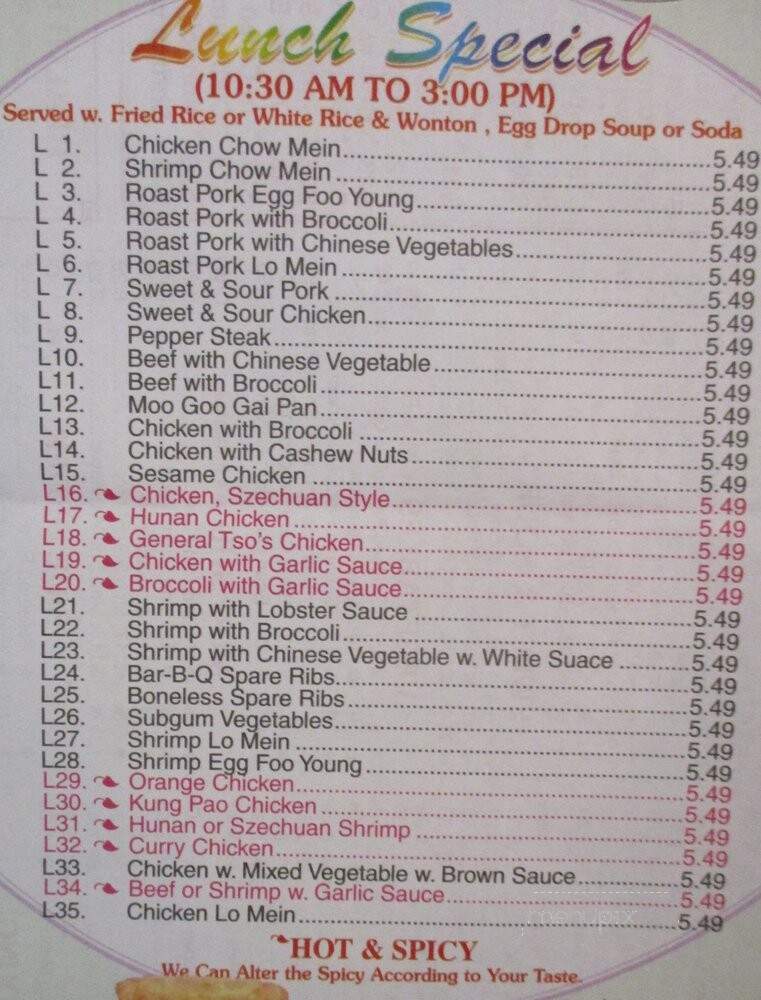 Lunch Special
(10:30 AM TO 3:00 PM)
Served w. Fried Rice or White Rice & Wonton , Egg Drop Soup or Soda
L 1. Chicken Chow Mein 5.49
L 2. Shrimp Chow Mein 5.49
L 3. Roast Pork Egg Foo Young 5.49
L 4. Roast Pork with Broccoli 5.49
L 5. Roast Pork with Chinese Vegetables 5.49
L 6. Roast Pork Lo Mein 5.49
L 7. Sweet & Sour Pork 5.49
L 8. Sweet & Sour Chicken 5.49
L 9. Pepper Steak 5.49
L10. Beef with Chinese Vegetable 5.49
L11. Beef with Broccoli 5.49
L12. Moo Goo Gai Pan 5.49
L13. Chicken with Broccoli 5.49
L14. Chicken with Cashew Nuts 5.49
L15. Sesame Chicken 5.49
L16. Chicken, Szechuan Style 5.49
L17. Hunan Chicken 5.49
L18. General Tso's Chicken 5.49
L19. Chicken with Garlic Sauce 5.49
L20. Broccoli with Garlic Sauce 5.49
L21. Shrimp with Lobster Sauce 5.49
L22. Shrimp with Broccoli 5.49
L23. Shrimp with Chinese Vegetable w. White Suace 5.49
L24. Bar-B-Q Spare Ribs 5.49
L25. Boneless Spare Ribs 5.49
L26. Subgum Vegetables 5.49
L27. Shrimp Lo Mein 5.49
L28. Shrimp Egg Foo Young 5.49
L29. Orange Chicken 5.49
L30. Kung Pao Chicken 5.49
L31. Hunan or Szechuan Shrimp 5.49
L32. Curry Chicken 5.49
L33. Chicken w. Mixed Vegetable w. Brown Sauce 5.49
L34. Beef or Shrimp w. Garlic Sauce 5.49
L35. Chicken Lo Mein 5.49
menupix
HOT & SPICY
We Can Alter the Spicy According to Your Taste.